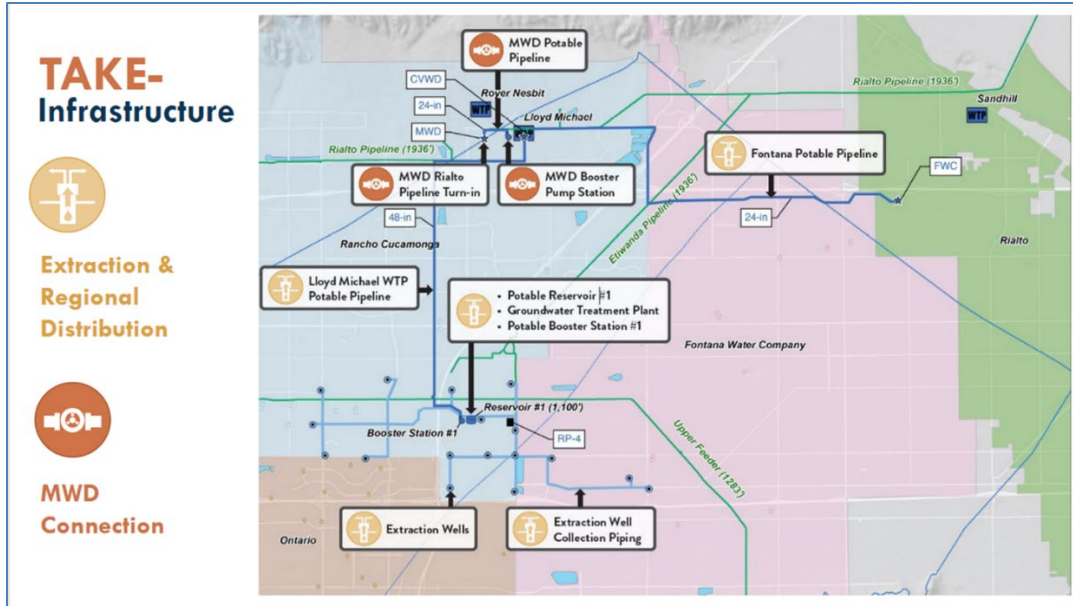 TAKE-
Infrastructure
Extraction &
Regional
Distribution
MWD
Connection
MWD Potable
Pipeline
CVWD
Royer Nesbit
24-in
WTP
Lloyd Michael
MWD
Rialto Pipeline (1936')
Rialto Pipeline (1936')
Sandhill
WTP
MWD Rialto
Pipeline Turn-in
MWD Booster
Pump Station
Fontana Potable Pipeline
FWC
48-in
24-in
Etiwanda Pipeline (1936')
Rancho Cucamonga
Rialto
Lloyd Michael WTP
Potable Pipeline
• Potable Reservoir #1
• Groundwater Treatment Plant
• Potable Booster Station #1
Fontana Water Company
Reservoir #1 (1,100')
Booster Station #1
RP-4
Upper Feeder (1283')
Extraction Wells
Extraction Well
Collection Piping
Ontario